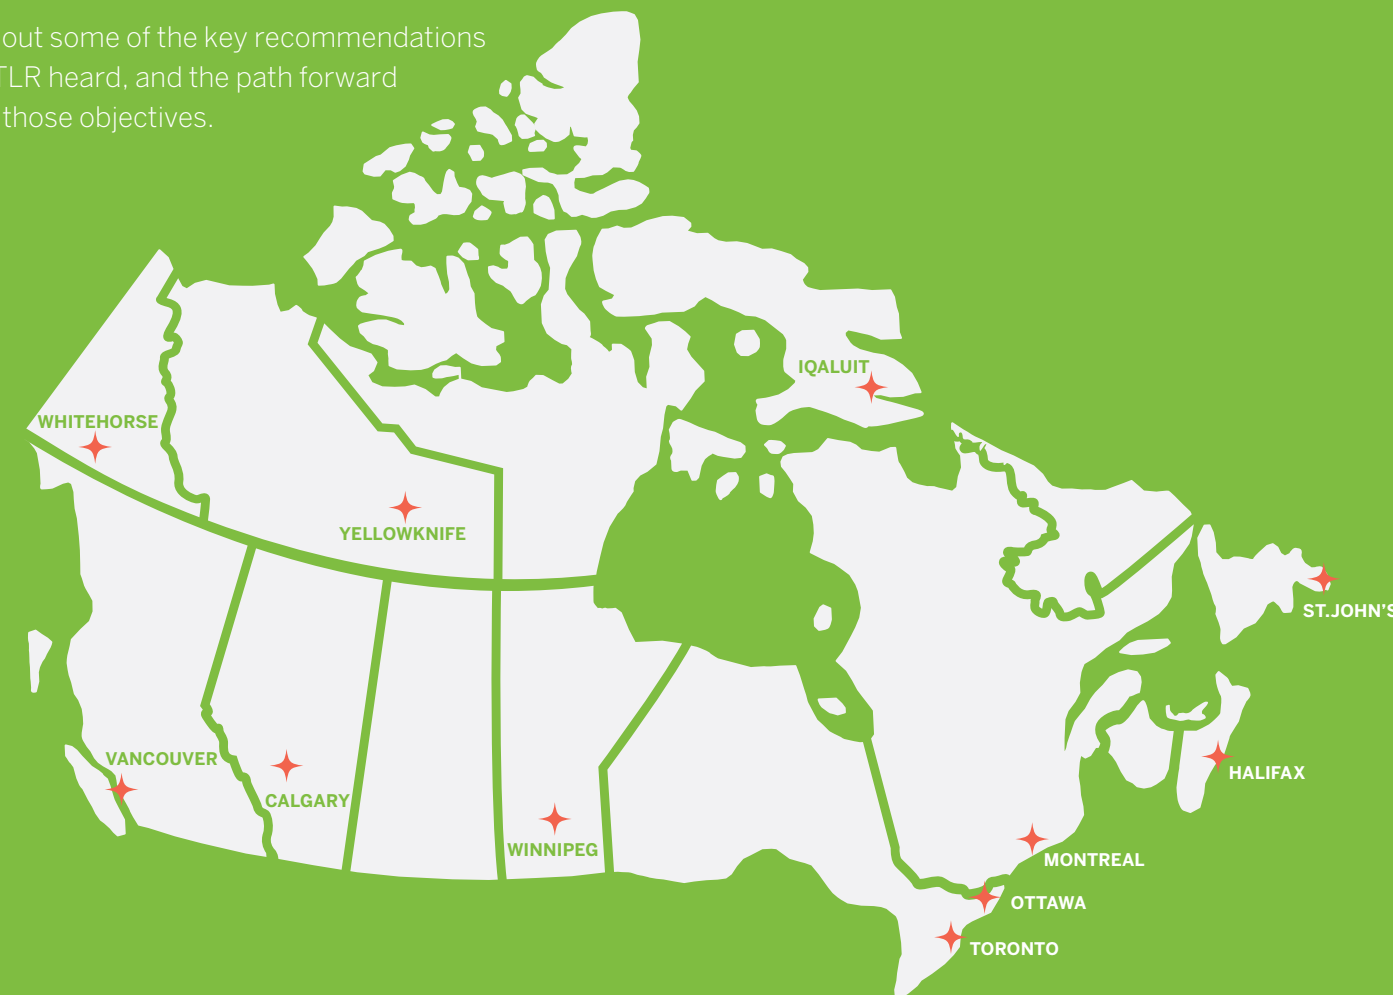 out some of the key recommendations
TLR heard, and the path forward
those objectives.
IQALUIT
WHITEHORSE
YELLOWKNIFE
ST.JOHN'S
VANCOUVER
HALIFAX
CALGARY
WINNIPEG
MONTREAL
OTTAWA
TORONTO